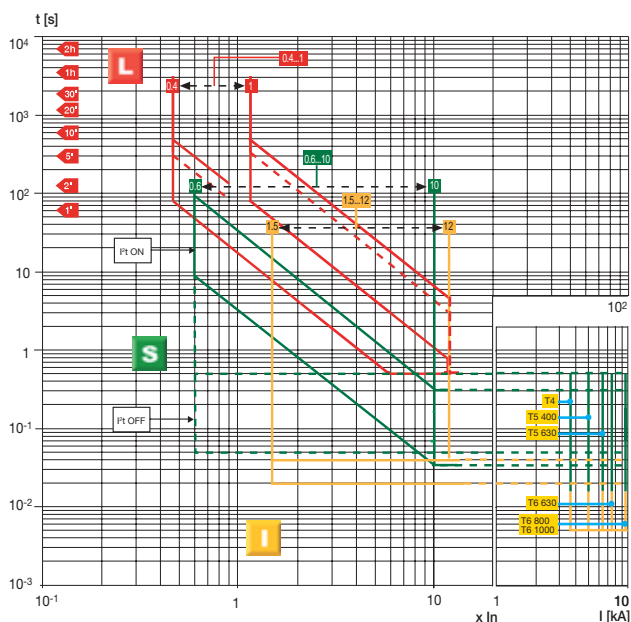 t [s]
10⁴
2h
L
0.4...1
1h
0.4
1
30'
20'
10³
10'
5'
0.6...10
2'
0.6
10
10²
1.5...12
1'
1.5
12
I²t ON
10
10²
1
S
T4
I²t OFF
T5 400
10⁻¹
T5 630
10⁻²
T6 630
I
T6 800
T6 1000
10⁻³
10⁻¹
1
10
x In
1
10
I [kA]